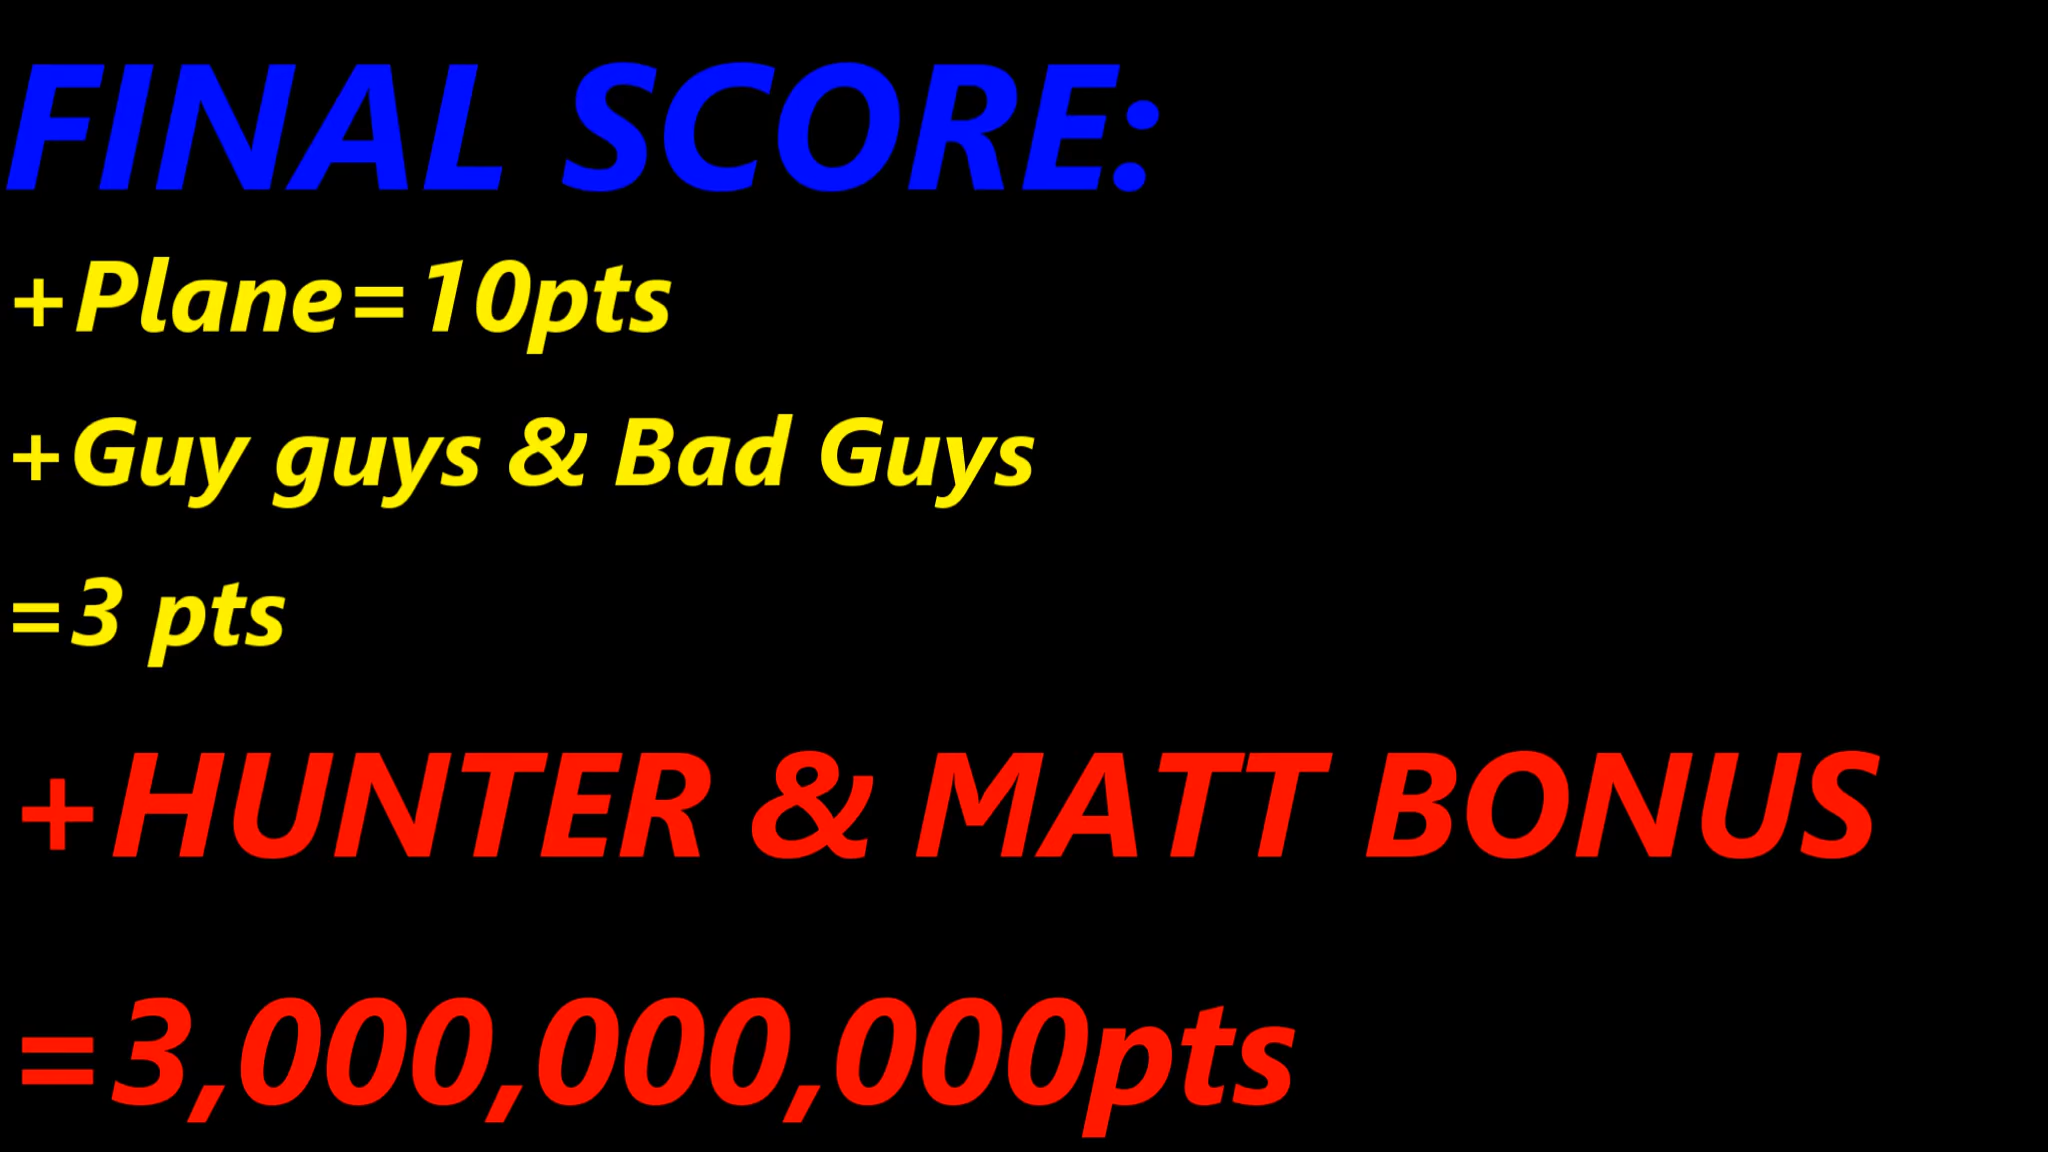 FINAL SCORE:
+Plane=10pts
+Guy guys & Bad Guys
=3 pts
+HUNTER & MATT BONUS
=3,000,000,000pts